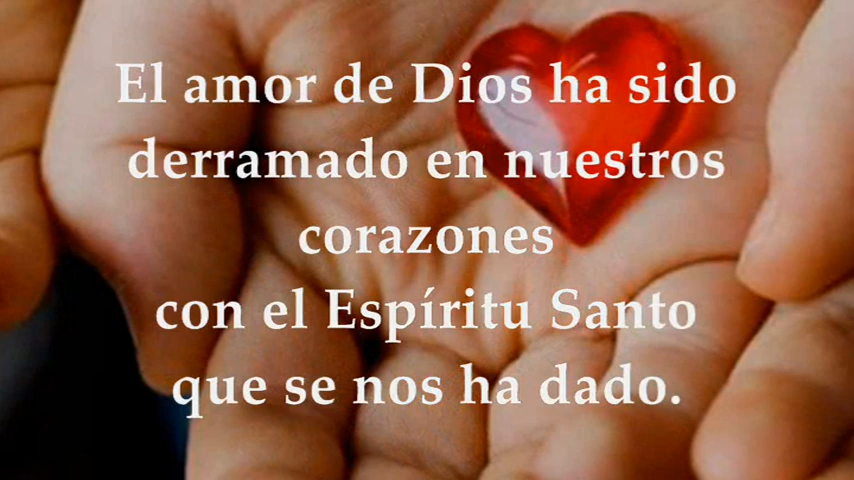 El amor de Dios ha sido
derramado en nuestros
corazones
con el Espíritu Santo
que se nos ha dado.